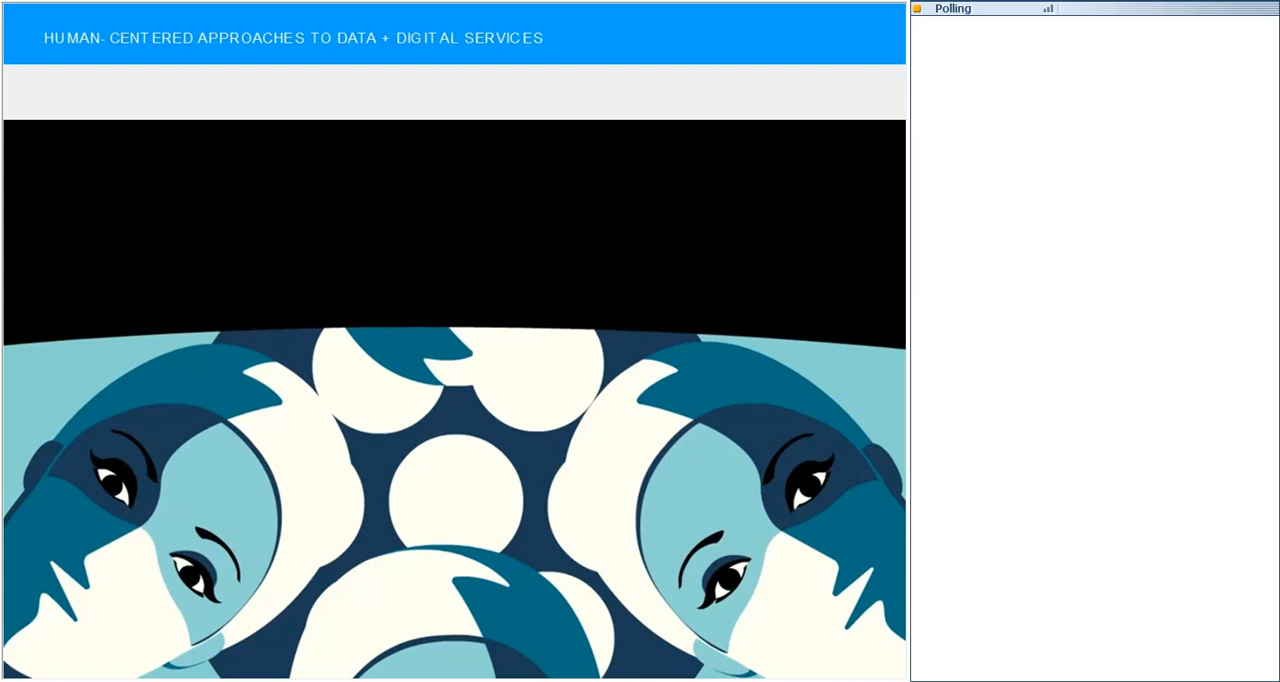 HUMAN- CENTERED APPROACHES TO DATA + DIGITAL SERVICES
Polling